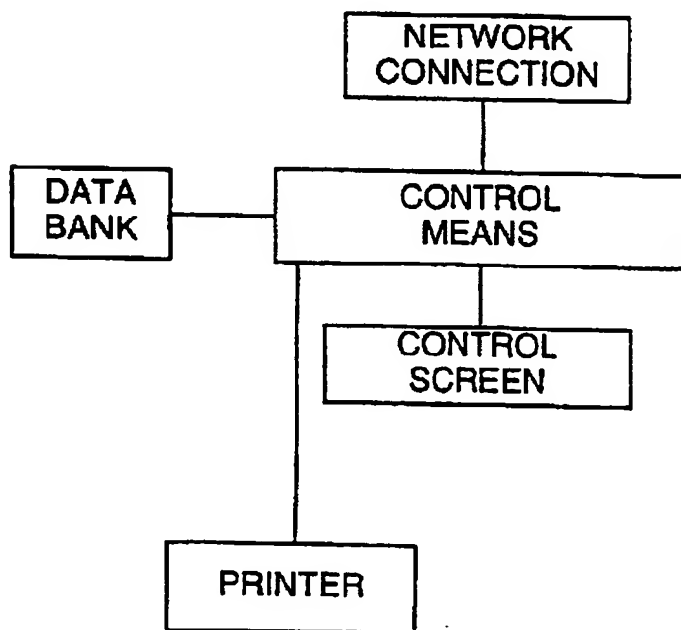 NETWORK
CONNECTION
DATA
BANK
CONTROL
MEANS
CONTROL
SCREEN
PRINTER